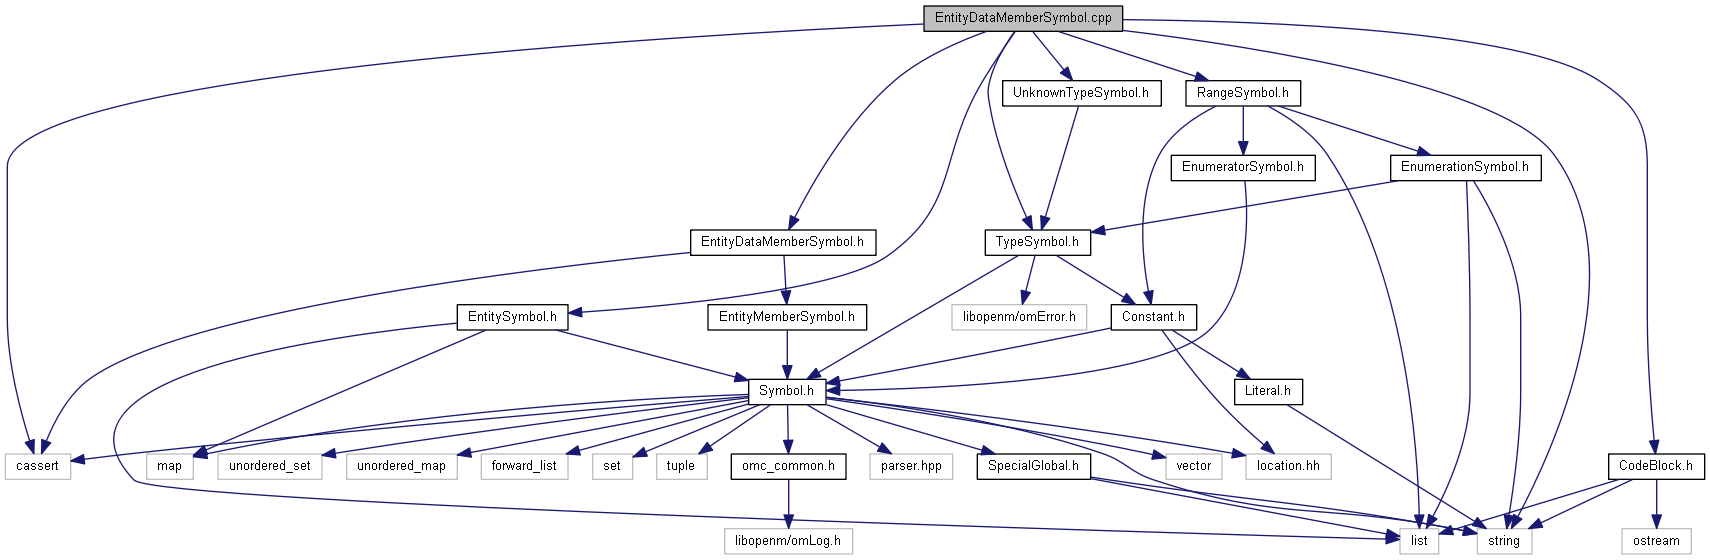 EntityDataMemberSymbol.cpp
UnknownTypeSymbol.h
RangeSymbol.h
EnumeratorSymbol.h
EnumerationSymbol.h
EntityDataMemberSymbol.h
TypeSymbol.h
EntitySymbol.h
EntityMemberSymbol.h
libopenm/omError.h
Constant.h
Symbol.h
Literal.h
cassert
map
unordered_set
unordered_map
forward_list
set
tuple
omc_common.h
parser.hpp
SpecialGlobal.h
vector
location.hh
CodeBlock.h
libopenm/omLog.h
list
string
ostream